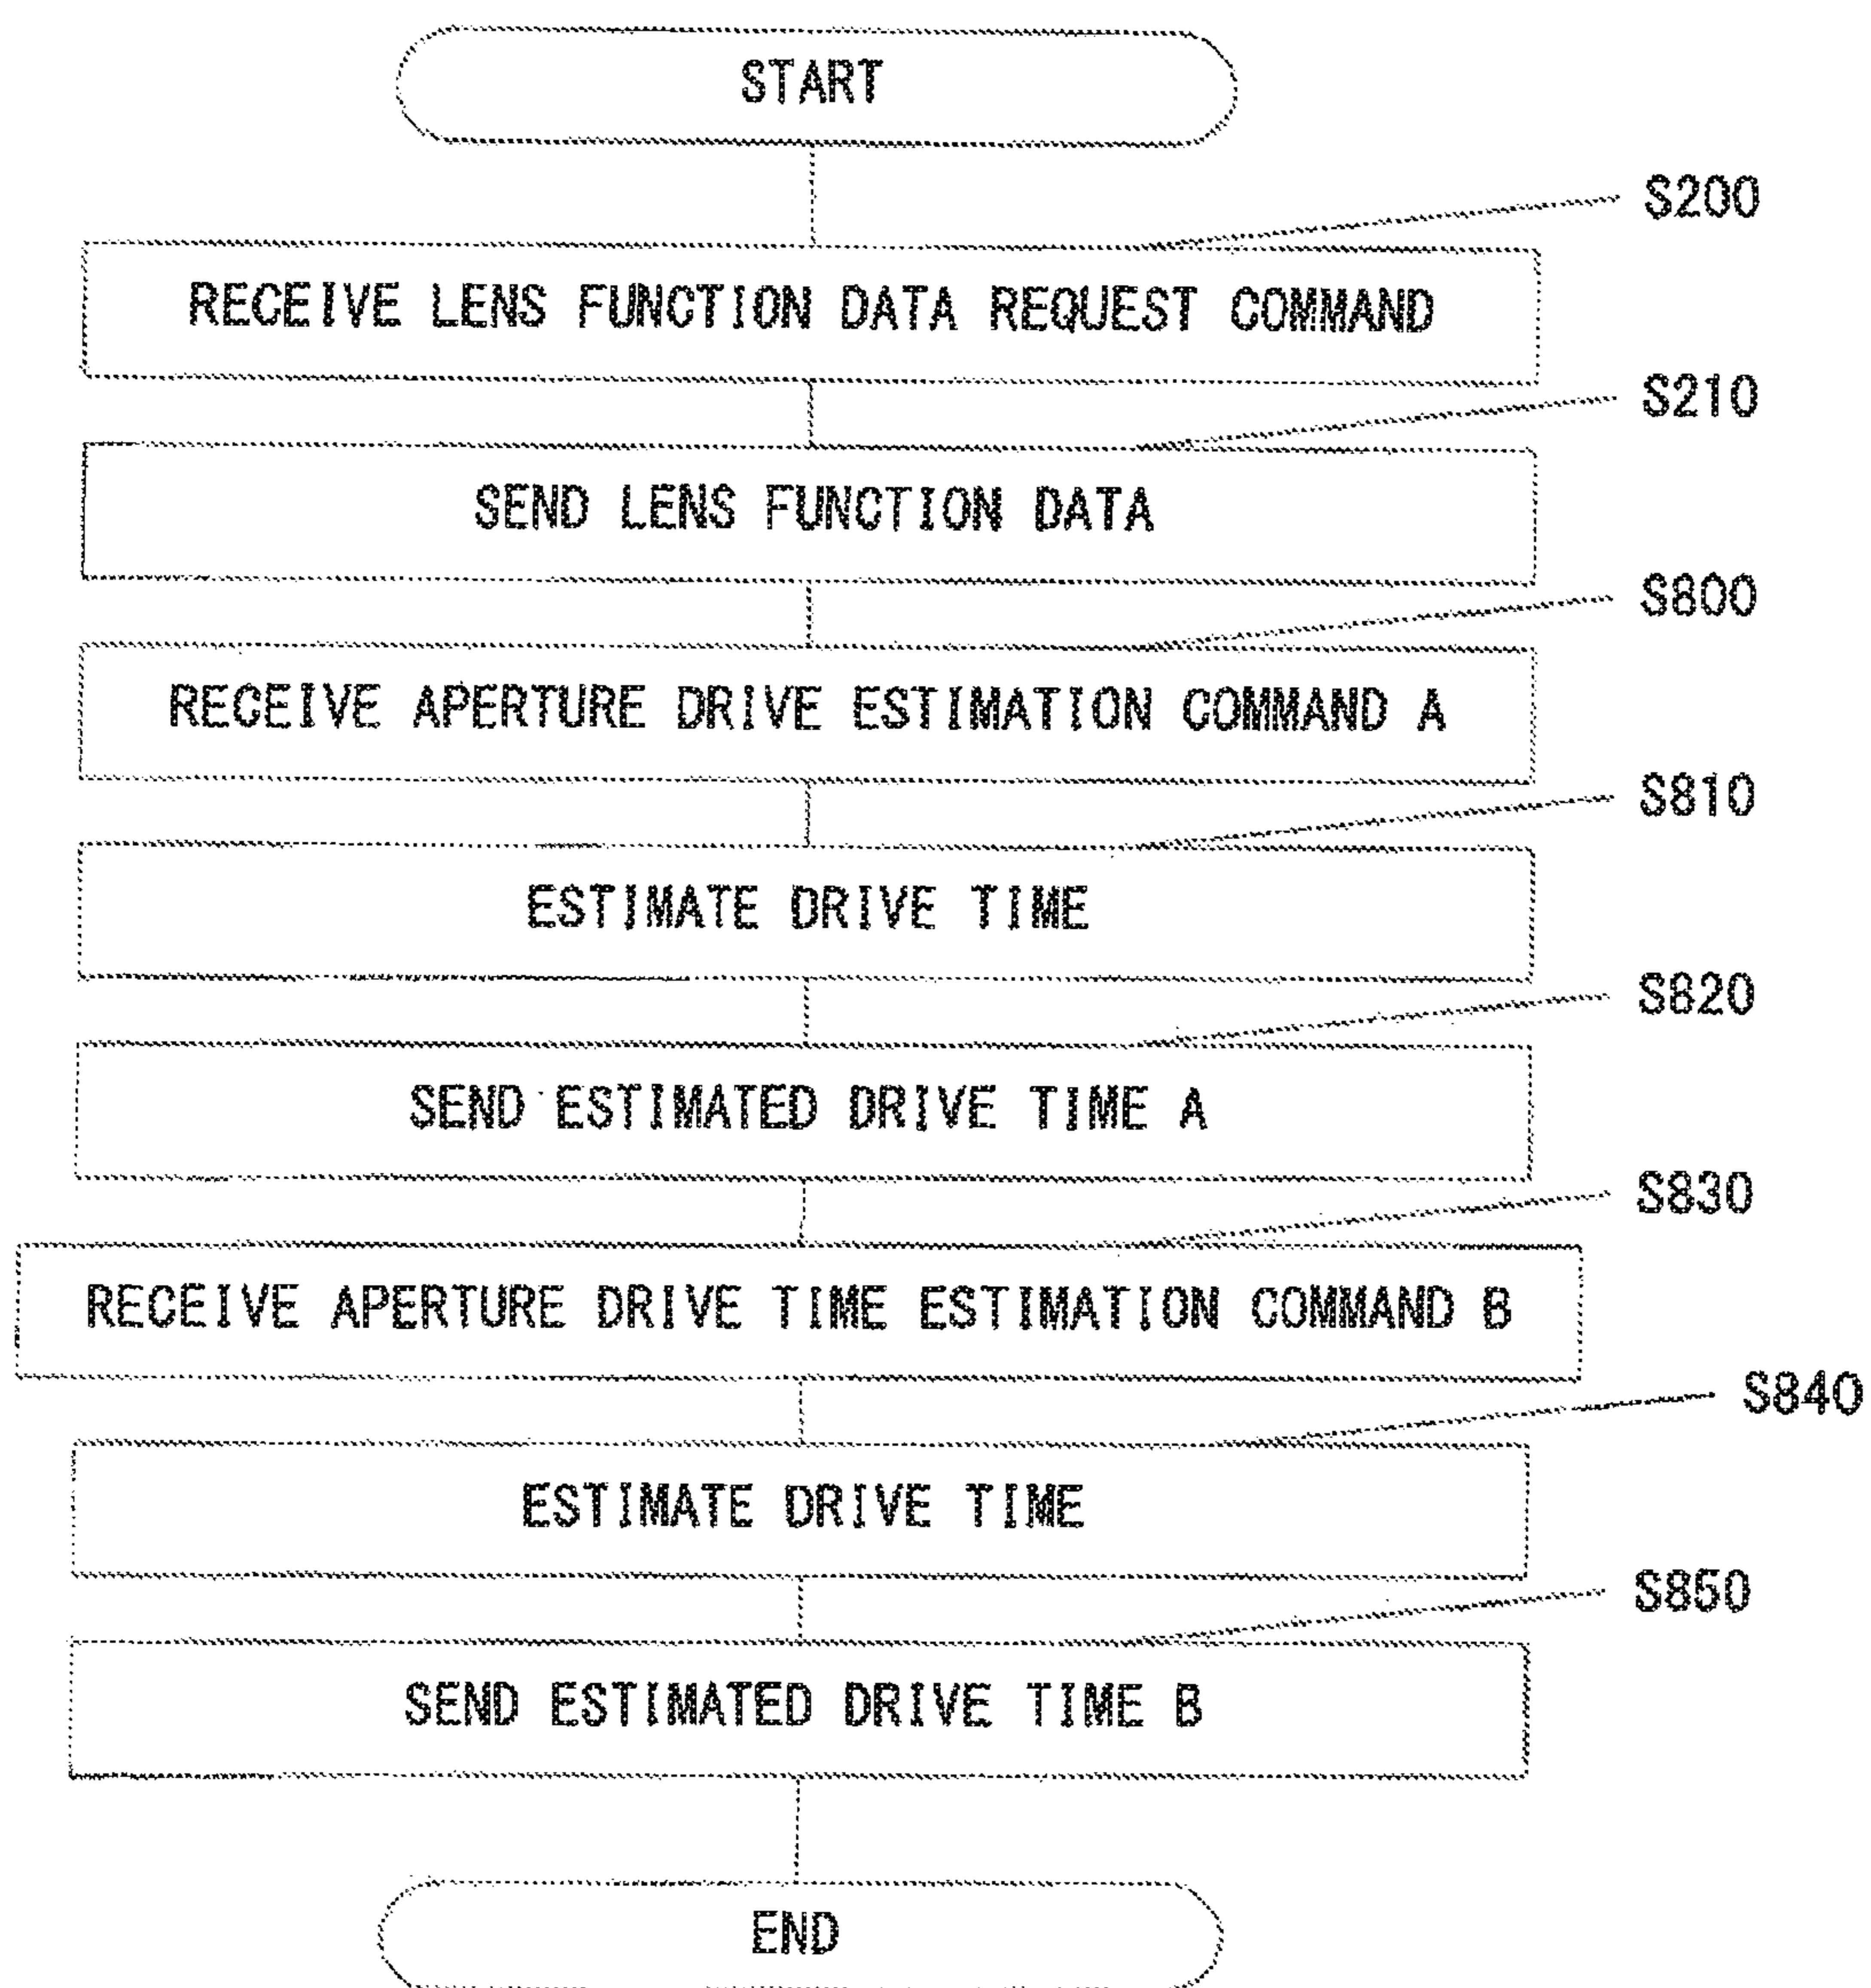 START
S200
RECEIVE LENS FUNCTION DATA REQUEST COMMAND
S210
SEND LENS FUNCTION DATA
S800
RECEIVE APERTURE DRIVE ESTIMATION COMMAND A
S810
ESTIMATE DRIVE TIME
S820
SEND ESTIMATED DRIVE TIME A
S830
RECEIVE APERTURE DRIVE TIME ESTIMATION COMMAND B
S840
ESTIMATE DRIVE TIME
S850
SEND ESTIMATED DRIVE TIME B
END